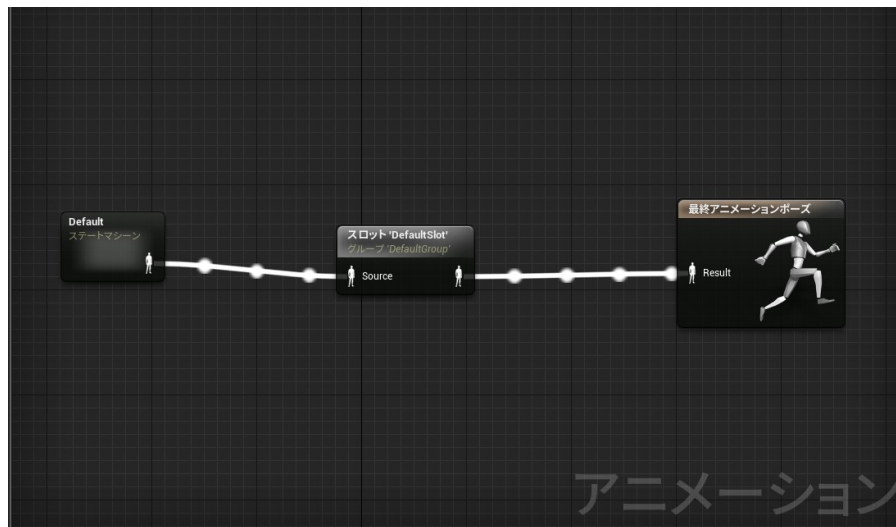 Default
ステートマシーン
スロット 'DefaultSlot'
グループ 'DefaultGroup'
Source
最終アニメーションポーズ
Result
アニメーション